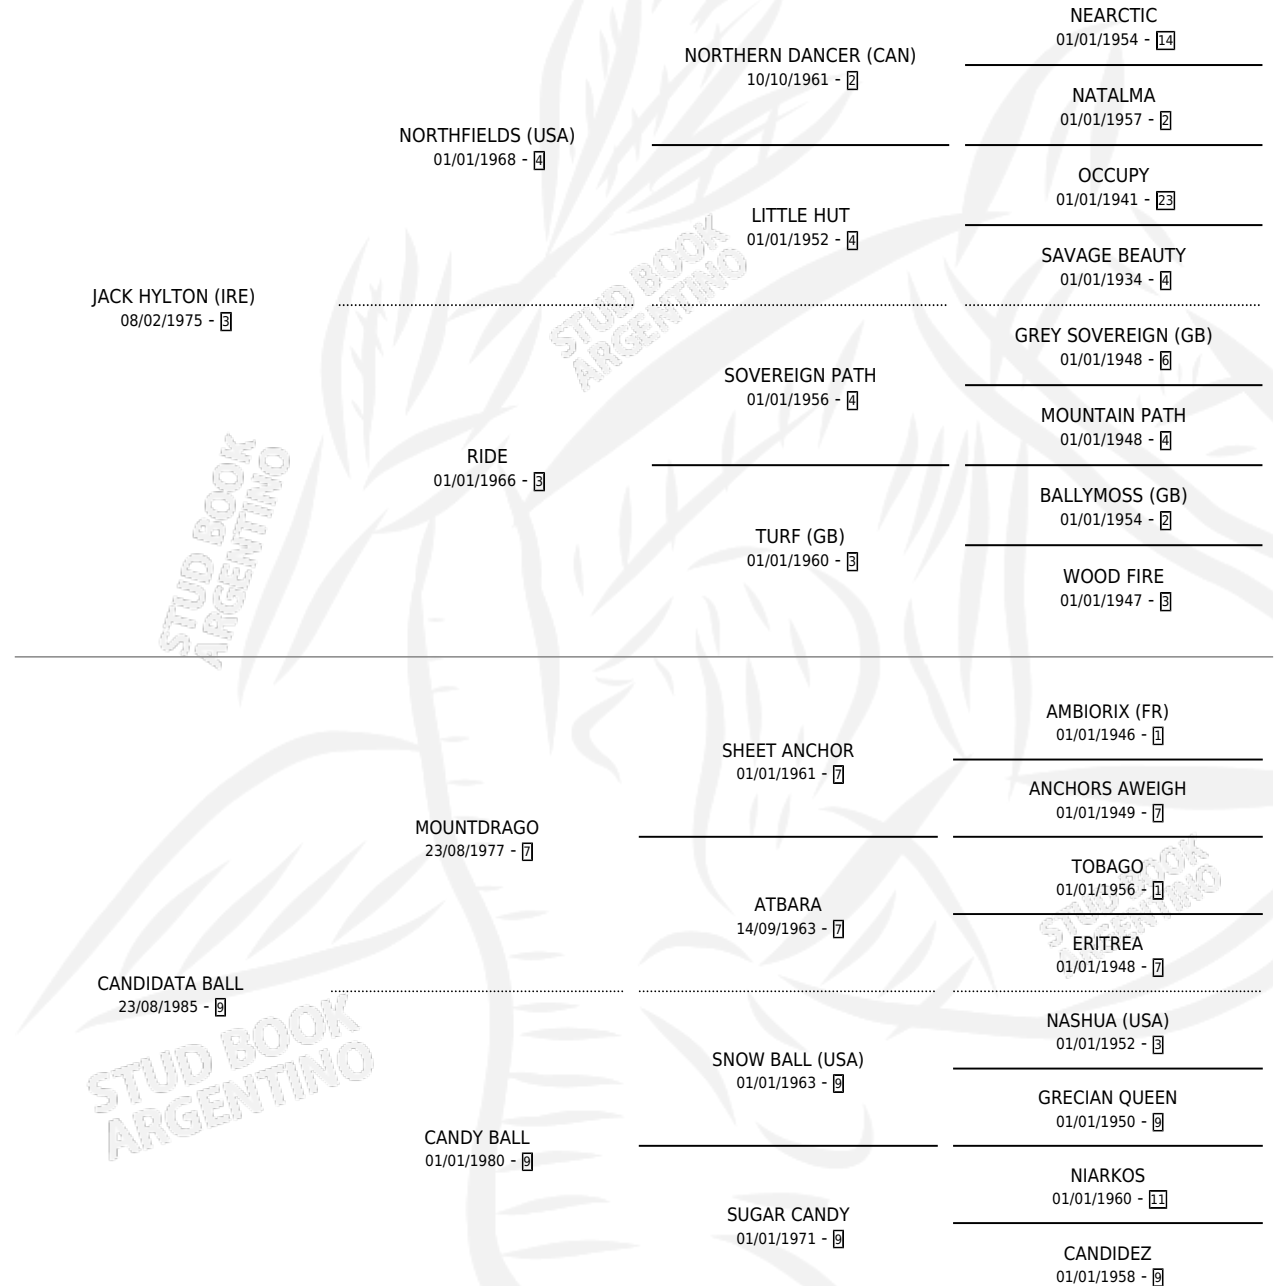 NEARCTIC
01/01/1954 - 14
NORTHERN DANCER (CAN)
10/10/1961 - 2
NATALMA
01/01/1957 - 2
NORTHFIELDS (USA)
01/01/1968 - 4
OCCUPY
01/01/1941 - 23
LITTLE HUT
01/01/1952 - 4
SAVAGE BEAUTY
01/01/1934 - 4
JACK HYLTON (IRE)
08/02/1975 - 3
GREY SOVEREIGN (GB)
01/01/1948 - 6
SOVEREIGN PATH
01/01/1956 - 4
MOUNTAIN PATH
01/01/1948 - 4
RIDE
01/01/1966 - 3
BALLYMOSS (GB)
01/01/1954 - 2
TURF (GB)
01/01/1960 - 3
WOOD FIRE
01/01/1947 - 3
AMBIORIX (FR)
01/01/1946 - 1
SHEET ANCHOR
01/01/1961 - 7
ANCHORS AWEIGH
01/01/1949 - 7
MOUNTDRAGO
23/08/1977 - 7
TOBAGO
01/01/1956 - 1
ATBARA
14/09/1963 - 7
ERITREA
01/01/1948 - 7
CANDIDATA BALL
23/08/1985 - 9
NASHUA (USA)
01/01/1952 - 3
SNOW BALL (USA)
01/01/1963 - 9
GRECIAN QUEEN
01/01/1950 - 9
CANDY BALL
01/01/1980 - 9
NIARKOS
01/01/1960 - 11
SUGAR CANDY
01/01/1971 - 9
CANDIDEZ
01/01/1958 - 9
STUD BOOK
ARGENTINO
STUD BOOK
ARGENTINO
STUD BOOK
ARGENTINO
STUD BOOK
ARGENTINO